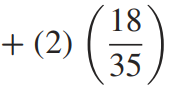 + (2) (18/35)